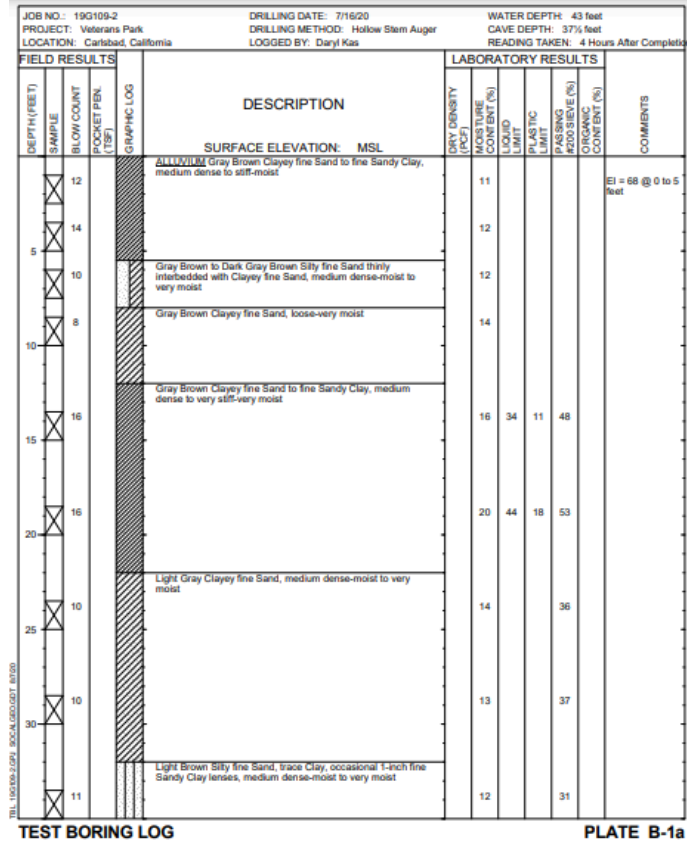 JOB NO.: 19G109-2 DRILLING DATE: 7/16/20 WATER DEPTH: 43 feet
PROJECT: Veterans Park DRILLING METHOD: Hollow Stem Auger CAVE DEPTH: 37½ feet
LOCATION: Carlsbad, California LOGGED BY: Daryl Kas READING TAKEN: 4 Hours After Completio
FIELD RESULTS LABORATORY RESULTS
DEPTH (FEET)
SAMPLE
BLOW COUNT
POCKET PEN.
(TSF)
GRAPHIC LOG
DESCRIPTION
SURFACE ELEVATION: MSL
DRY DENSITY
(PCF)
MOISTURE
CONTENT (%)
LIQUID
LIMIT
PLASTIC
LIMIT
PASSING
#200 SIEVE (%)
ORGANIC
CONTENT (%)
COMMENTS
ALLUVIUM Gray Brown Clayey fine Sand to fine Sandy Clay,
medium dense to stiff-moist
12 11 EI = 68 @ 0 to 5
feet
14 12
5
Gray Brown to Dark Gray Brown Silty fine Sand thinly
interbedded with Clayey fine Sand, medium dense-moist to
very moist
10 12
Gray Brown Clayey fine Sand, loose-very moist
8 14
10
Gray Brown Clayey fine Sand to fine Sandy Clay, medium
dense to very stiff-very moist
16 16 34 11 48
15
16 20 44 18 53
20
Light Gray Clayey fine Sand, medium dense-moist to very
moist
10 14 36
25
10 13 37
30
Light Brown Silty fine Sand, trace Clay, occasional 1-inch fine
Sandy Clay lenses, medium dense-moist to very moist
11 12 31
TBL 19G109-2.GPJ SOCALGEO.GDT 8/7/20
TEST BORING LOG PLATE B-1a